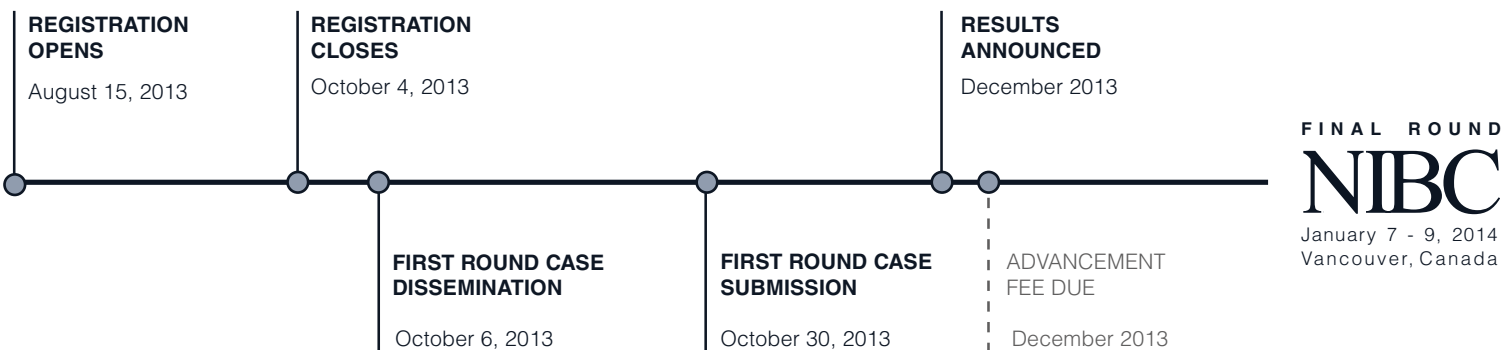 REGISTRATION
OPENS
August 15, 2013
REGISTRATION
CLOSES
October 4, 2013
RESULTS
ANNOUNCED
December 2013
FIRST ROUND CASE
DISSEMINATION
October 6, 2013
FIRST ROUND CASE
SUBMISSION
October 30, 2013
ADVANCEMENT
FEE DUE
December 2013
FINAL ROUND
NIBC
January 7 - 9, 2014
Vancouver, Canada